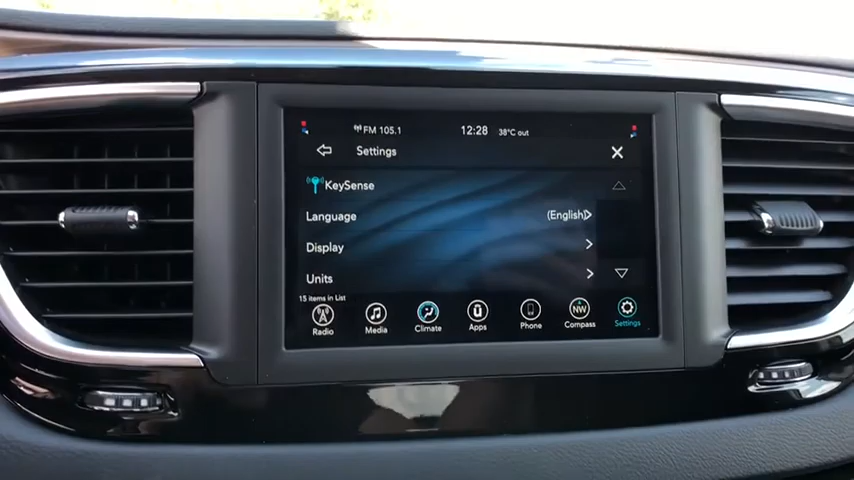 FM 105.1 12:28 38°C out
Settings
KeySense
Language (English)
Display
Units
15 items in List
Radio Media Climate Apps Phone NW Compass Settings